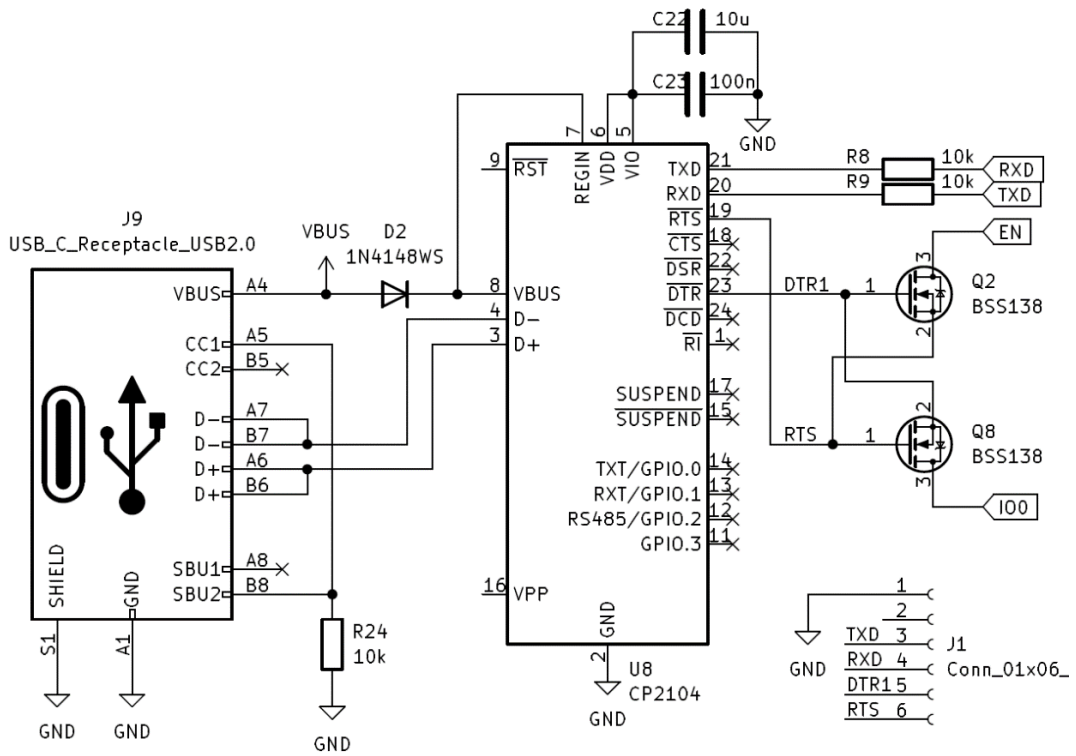 C22 10u
C23 100n
GND
7 6 5
REGIN VDD VIO
9 RST
TXD 21 R8 10k RXD
RXD 20 R9 10k TXD
RTS 19
CTS 18
DSR 22
DTR 23 DTR1 1
DCD 24
RI 1
EN
3
Q2
BSS138
2
J9
USB_C_Receptacle_USB2.0
VBUS D2
1N4148WS
VBUS A4
8 VBUS
4 D-
3 D+
CC1 A5
CC2 B5
D- A7
D- B7
D+ A6
D+ B6
SBU1 A8
SBU2 B8
SHIELD GND
S1 A1
GND GND
R24
10k
GND
SUSPEND 17
SUSPEND 15
RTS 1
2
Q8
BSS138
3
IO0
TXT/GPIO.0 14
RXT/GPIO.1 13
RS485/GPIO.2 12
GPIO.3 11
16 VPP
GND
2
U8
CP2104
GND
1
2
TXD 3
RXD 4
DTR1 5
RTS 6
J1
Conn_01x06_
GND